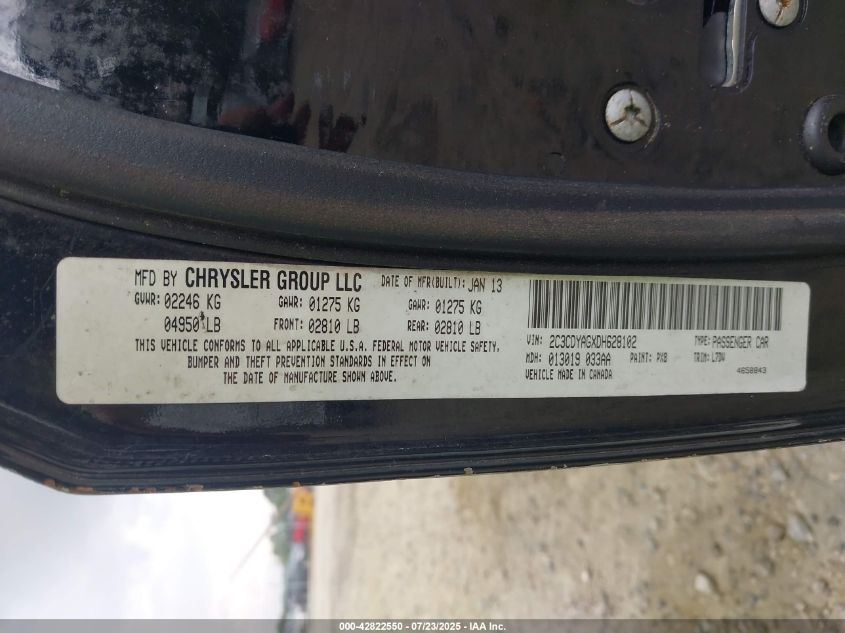 MFD BY CHRYSLER GROUP LLC DATE OF MFR(BUILT): JAN 13
GVWR: 02246 KG GAWR: 01275 KG GAWR: 01275 KG
04950 LB FRONT: 02810 LB REAR: 02810 LB
THIS VEHICLE CONFORMS TO ALL APPLICABLE U.S.A. FEDERAL MOTOR VEHICLE SAFETY,
BUMPER AND THEFT PREVENTION STANDARDS IN EFFECT ON
THE DATE OF MANUFACTURE SHOWN ABOVE.
VIN: 2C3CDYAGXDH628102 TYPE: PASSENGER CAR
MDH: 013019 033AA PAINT: PX8 TRIM: L7DV
VEHICLE MADE IN CANADA 4658843
000-42822550 - 07/23/2025 - IAA Inc.